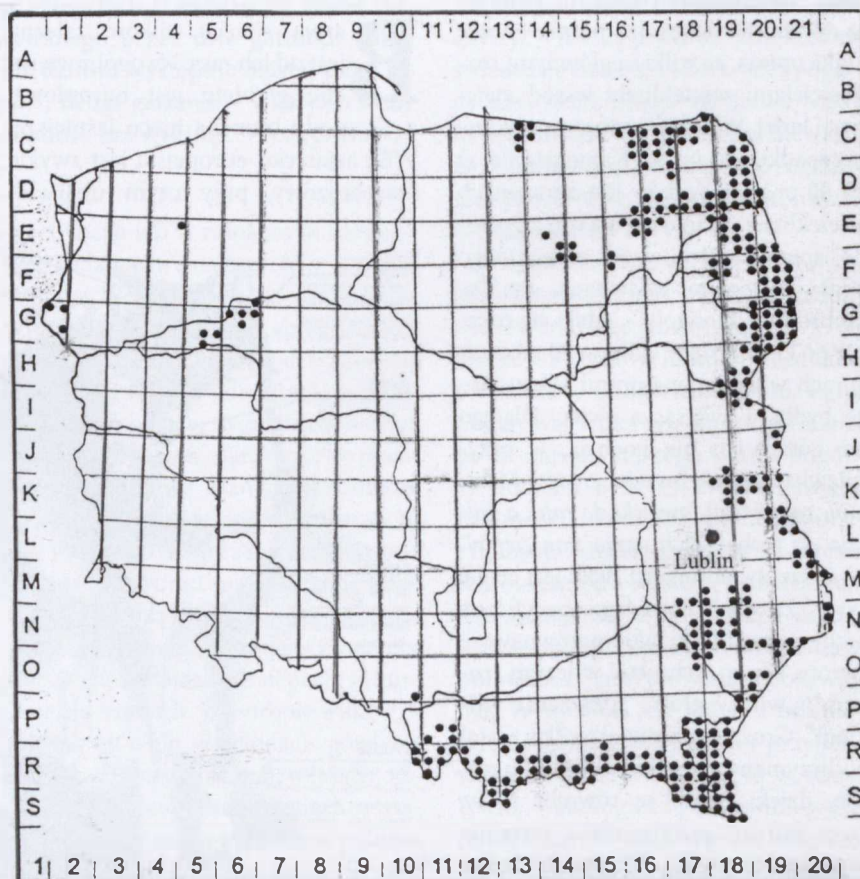 1 2 3 4 5 6 7 8 9 10 11 12 13 14 15 16 17 18 19 20 21
A A
B B
C C
D D
E E
F F
G G
H H
I I
J J
K K
L L
Lublin
M M
N N
O O
P P
R R
S S
1 2 3 4 5 6 7 8 9 10 11 12 13 14 15 16 17 18 19 20